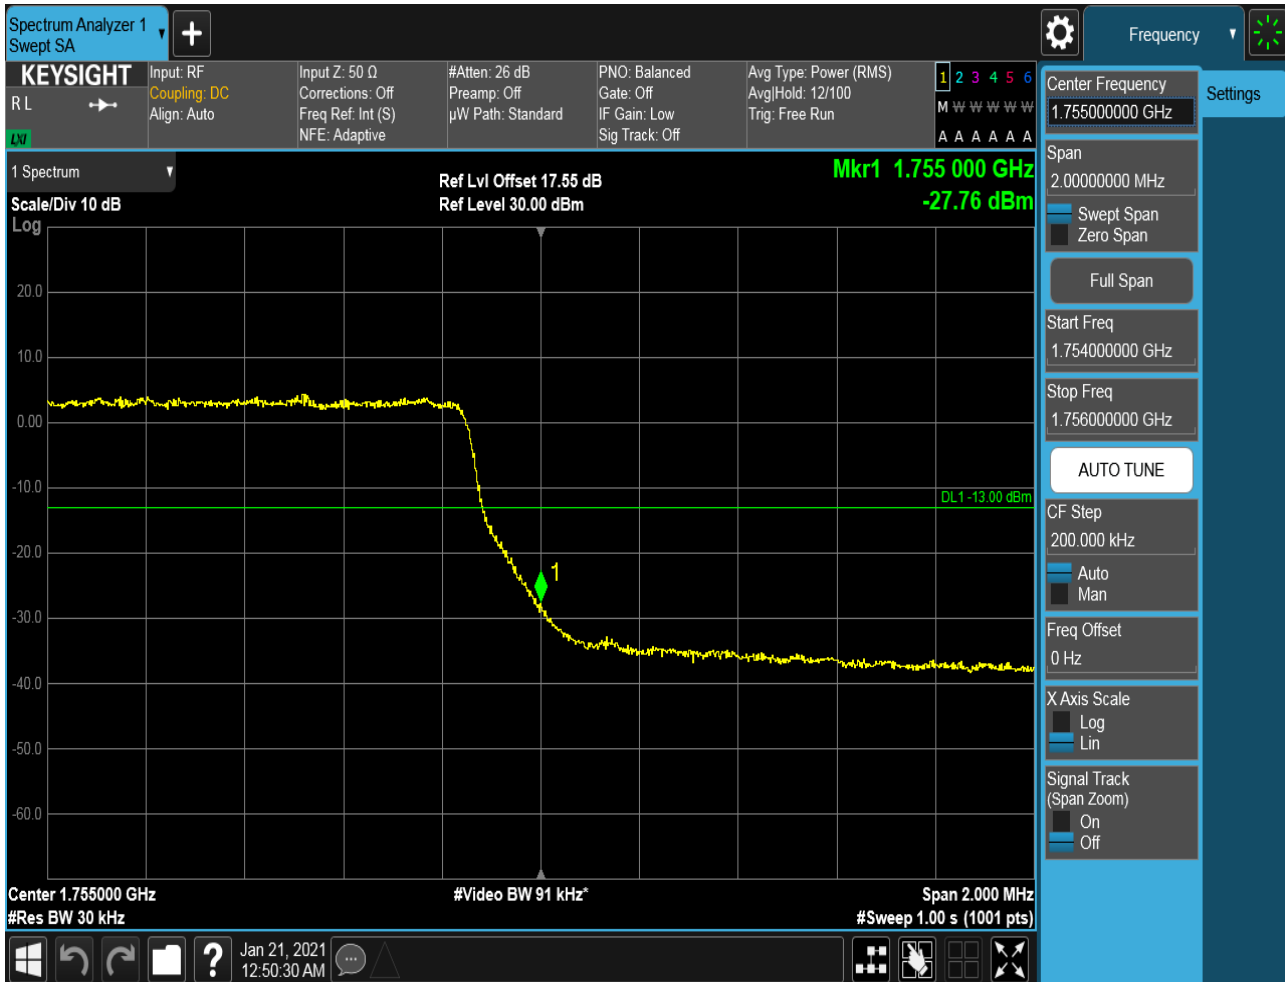 Spectrum Analyzer 1
Swept SA
Frequency
KEYSIGHT
R L
LXI
Input: RF
Coupling: DC
Align: Auto
Input Z: 50 Ω
Corrections: Off
Freq Ref: Int (S)
NFE: Adaptive
#Atten: 26 dB
Preamp: Off
µW Path: Standard
PNO: Balanced
Gate: Off
IF Gain: Low
Sig Track: Off
Avg Type: Power (RMS)
Avg|Hold: 12/100
Trig: Free Run
1 2 3 4 5 6
M W W W W W
A A A A A A
1 Spectrum
Scale/Div 10 dB
Log
Ref Lvl Offset 17.55 dB
Ref Level 30.00 dBm
Mkr1 1.755 000 GHz
-27.76 dBm
20.0
10.0
0.00
-10.0
-20.0
-30.0
-40.0
-50.0
-60.0
DL1 -13.00 dBm
1
Center 1.755000 GHz
#Res BW 30 kHz
#Video BW 91 kHz*
Span 2.000 MHz
#Sweep 1.00 s (1001 pts)
Center Frequency
1.755000000 GHz
Settings
Span
2.00000000 MHz
Swept Span
Zero Span
Full Span
Start Freq
1.754000000 GHz
Stop Freq
1.756000000 GHz
AUTO TUNE
CF Step
200.000 kHz
Auto
Man
Freq Offset
0 Hz
X Axis Scale
Log
Lin
Signal Track
(Span Zoom)
On
Off
?
Jan 21, 2021
12:50:30 AM